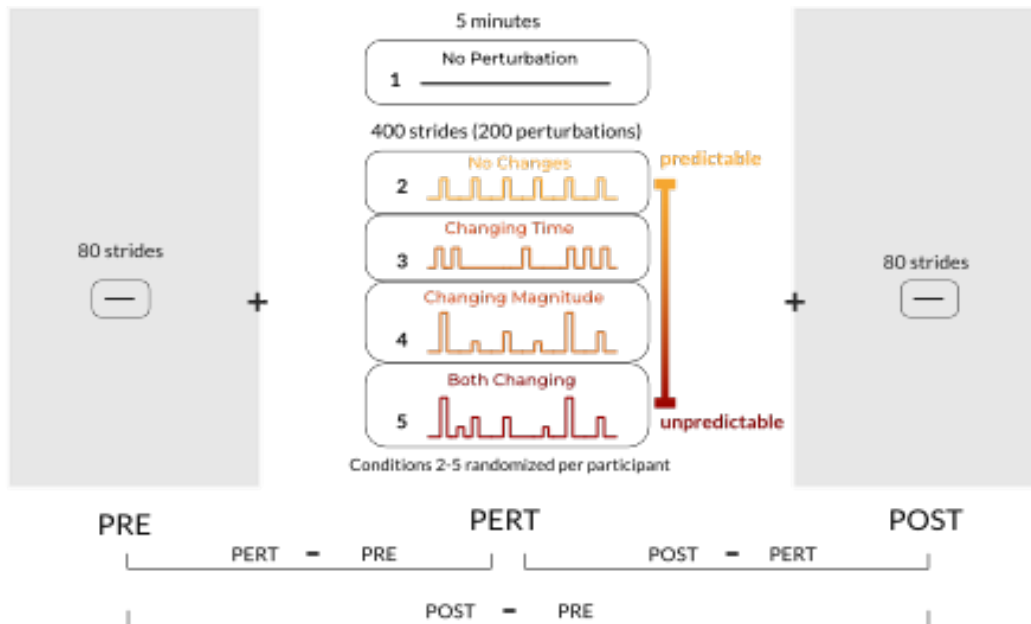 5 minutes
No Perturbation
1
400 strides (200 perturbations)
predictable
No Changes
2
Changing Time
3
80 strides
80 strides
+
+
Changing Magnitude
4
Both Changing
5
unpredictable
Conditions 2-5 randomized per participant
PRE
PERT
POST
PERT - PRE
POST - PERT
POST - PRE